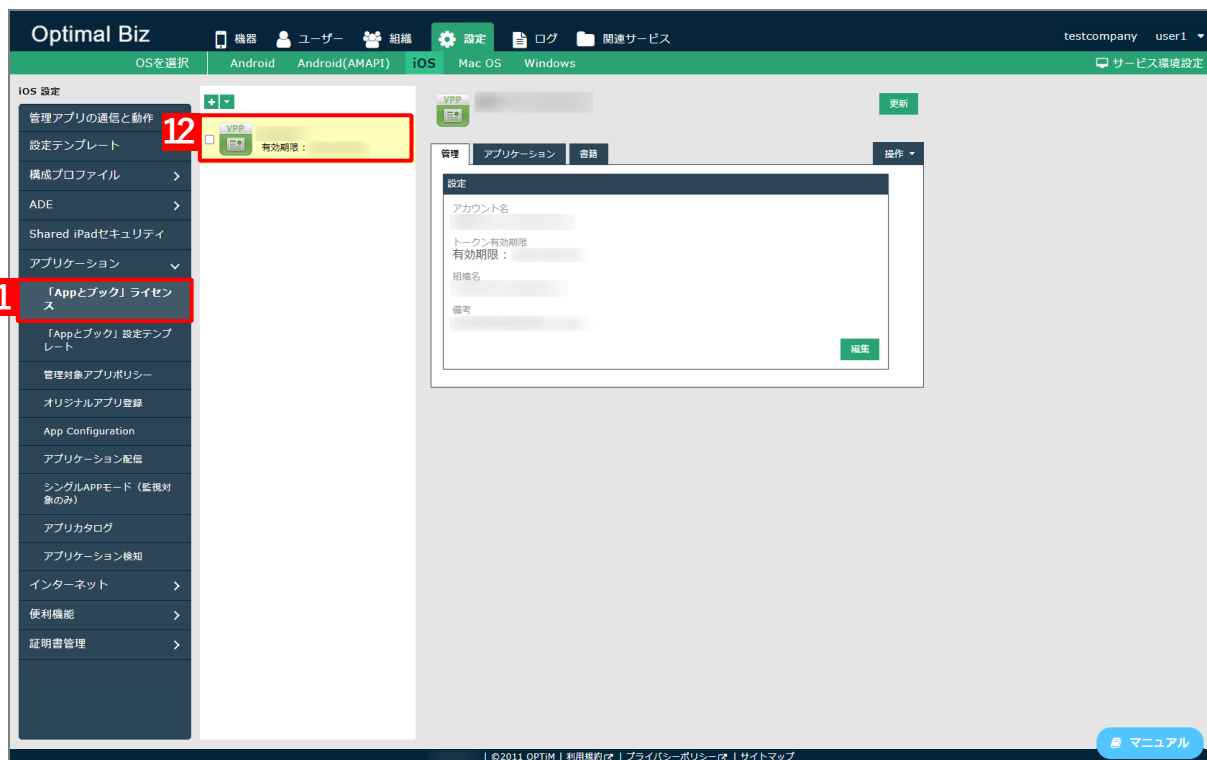 Optimal Biz
機器 ユーザー 組織 設定 ログ 関連サービス
testcompany user1
OSを選択 Android Android(AMAPI) iOS Mac OS Windows
サービス環境設定
iOS 設定
管理アプリの通信と動作
設定テンプレート
構成プロファイル
ADE
Shared iPadセキュリティ
アプリケーション
1
「Appとブック」ライセン
ス
「Appとブック」設定テンプ
レート
管理対象アプリポリシー
オリジナルアプリ登録
App Configuration
アプリケーション配信
シングルAPPモード(監視対
象のみ)
アプリカタログ
アプリケーション検知
インターネット
便利機能
証明書管理
12
VPP
有効期限:
VPP
更新
管理 アプリケーション 書籍 操作
設定
アカウント名
トークン有効期限
有効期限:
組織名
備考
編集
マニュアル
| ©2011 OPTiM | 利用規約 | プライバシーポリシー | サイトマップ